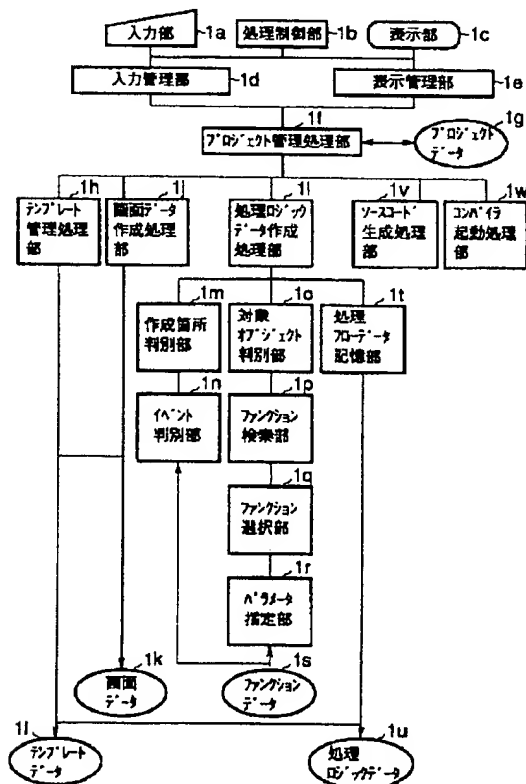 入力部
1a
処理制御部
1b
表示部
1c
入力管理部
1d
表示管理部
1e
プロジェクト管理処理部
1f
プロジェクト
データ
1g
テンプレート
管理処理
部
1h
画面データ
作成処理
部
1j
処理ロジック
データ作成
処理部
1l
ソースコード
生成処理
部
1v
コンパイラ
起動処理
部
1w
作成箇所
判別部
1m
対象
オブジェクト
判別部
1o
処理
フローデータ
記憶部
1t
イベント
判別部
1n
ファンクション
検索部
1p
ファンクション
選択部
1q
パラメータ
指定部
1r
画面
データ
1k
ファンクション
データ
1s
テンプレート
データ
1i
処理
ロジックデータ
1u